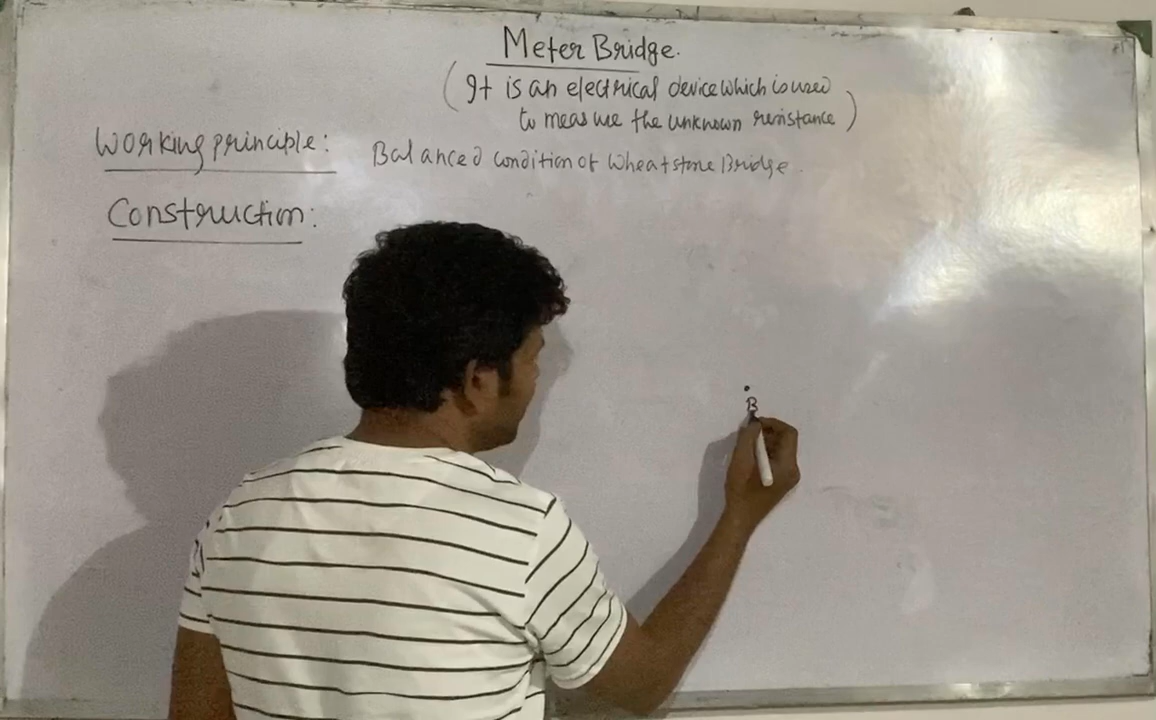 Meter Bridge.
(It is an electrical device which is used
to measure the unknown resistance)
Working principle: Balanced condition of Wheatstone Bridge.
Construction:
B